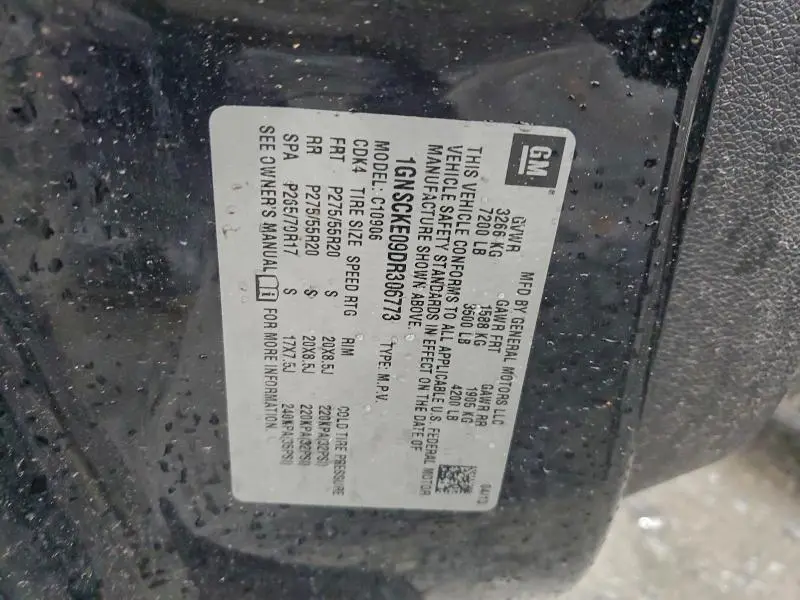 GM
MFD BY GENERAL MOTORS LLC 04/13
GVWR GAWR FRT GAWR RR
3266 KG 1588 KG 1905 KG
7200 LB 3500 LB 4200 LB
THIS VEHICLE CONFORMS TO ALL APPLICABLE U.S. FEDERAL MOTOR
VEHICLE SAFETY STANDARDS IN EFFECT ON THE DATE OF
MANUFACTURE SHOWN ABOVE.
1GNSCKE09DR306773 TYPE: M.P.V.
MODEL: C10906
CDK4 TIRE SIZE SPEED RTG RIM COLD TIRE PRESSURE
FRT P275/55R20 S 20X8.5J 220KPA(32PSI)
RR P275/55R20 S 20X8.5J 220KPA(32PSI)
SPA P265/70R17 S 17X7.5J 240KPA(35PSI)
SEE OWNER'S MANUAL FOR MORE INFORMATION.